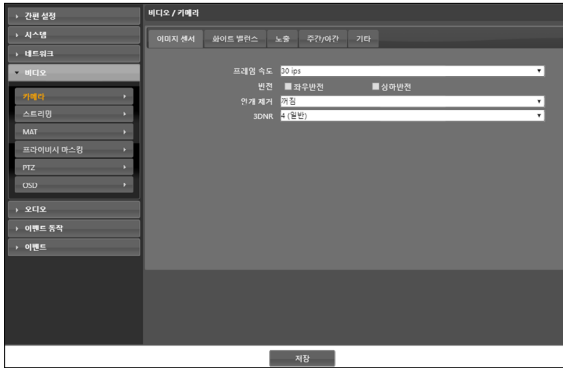 간편 설정
시스템
네트워크
비디오
카메라
스트리밍
MAT
프라이버시 마스킹
PTZ
OSD
오디오
이벤트 동작
이벤트
비디오 / 카메라
이미지 센서 화이트 밸런스 노출 주간/야간 기타
프레임 속도 30 ips
반전 좌우반전 상하반전
안개 제거 꺼짐
3DNR 4 (일반)
저장